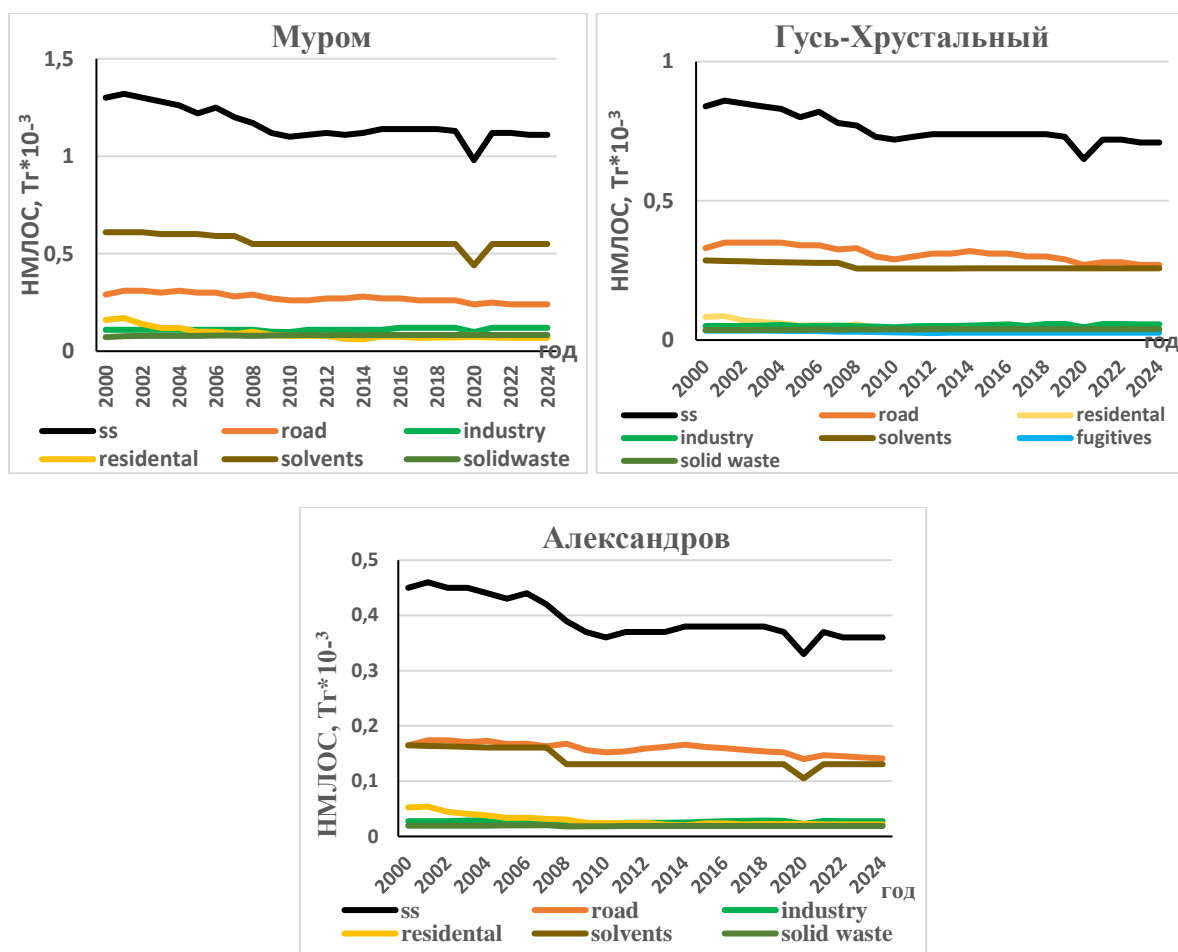 Муром
НМЛОС, Тг*10-³
1,5
1
0,5
0
2000 2002 2004 2006 2008 2010 2012 2014 2016 2018 2020 2022 2024
год
ss road industry
residental solvents solidwaste
Гусь-Хрустальный
НМЛОС, Тг*10-³
1
0,5
0
2000 2002 2004 2006 2008 2010 2012 2014 2016 2018 2020 2022 2024
год
ss road residental
industry solvents fugitives
solid waste
Александров
НМЛОС, Тг*10-³
0,5
0,4
0,3
0,2
0,1
0
2000 2002 2004 2006 2008 2010 2012 2014 2016 2018 2020 2022 2024
год
ss road industry
residental solvents solid waste